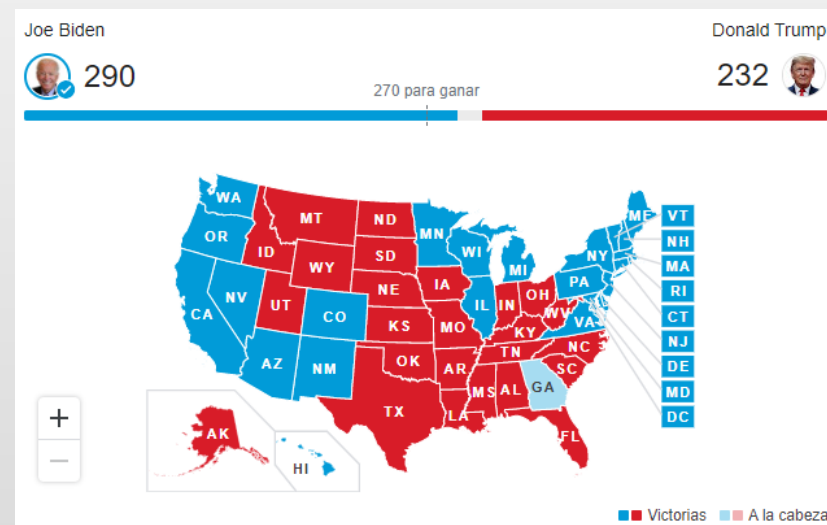 Joe Biden
Donald Trump
290
232
270 para ganar
WA
MT
ND
MN
ME
VT
OR
ID
SD
WI
MI
NY
NH
WY
MA
IA
PA
RI
NV
UT
NE
IL
IN
OH
CT
CA
CO
KS
MO
WV
VA
NJ
KY
DE
AZ
NM
OK
AR
TN
NC
MD
SC
DC
MS
AL
GA
TX
LA
FL
+
−
AK
HI
Victorias
A la cabeza